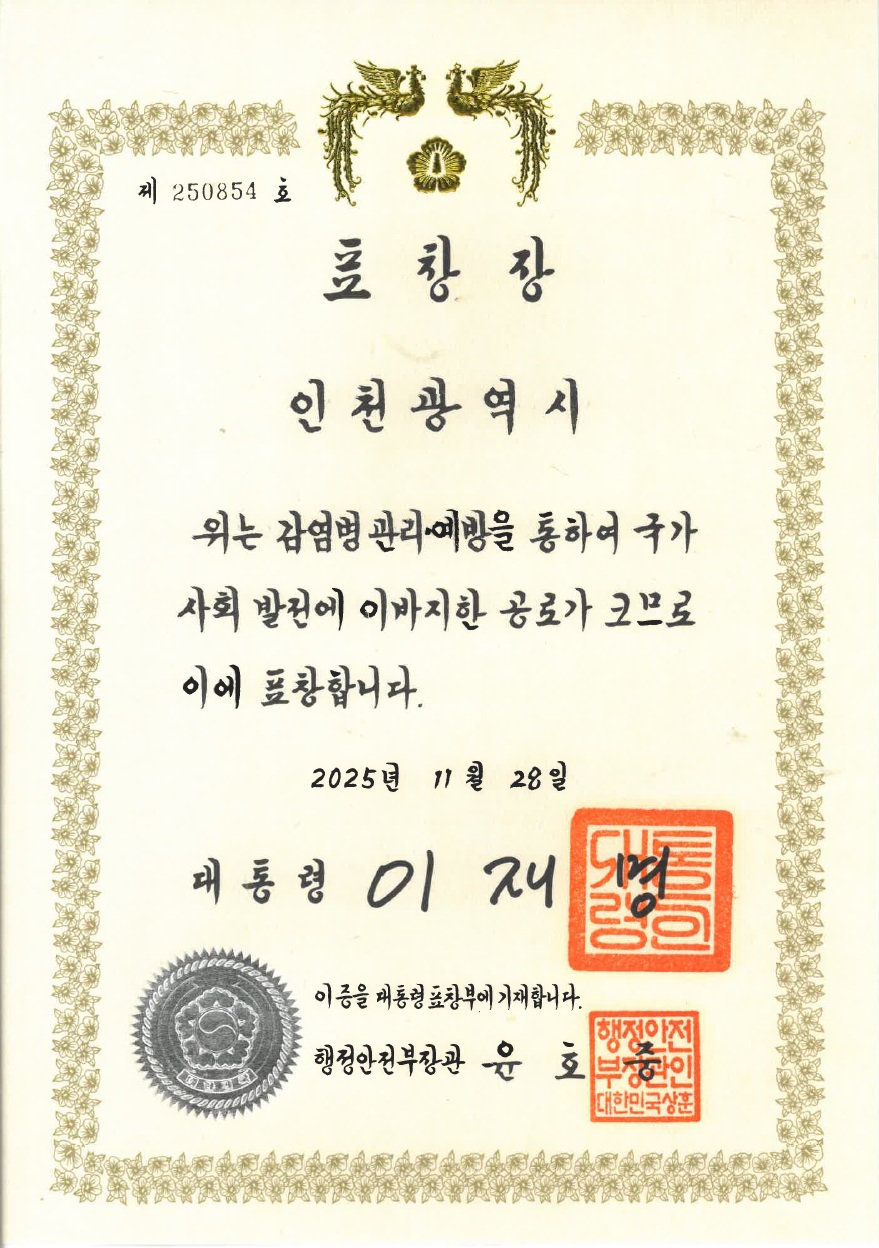 제 250854 호
표창장
인천광역시
위는 감염병관리·예방을 통하여 국가
사회 발전에 이바지한 공로가 크므로
이에 표창합니다.
2025년 11월 28일
대통령 이재명
대통령의
이 증을 대통령표창부에 기재합니다.
행정안전부장관 윤호중
행정안전
부장관인
대한민국상훈